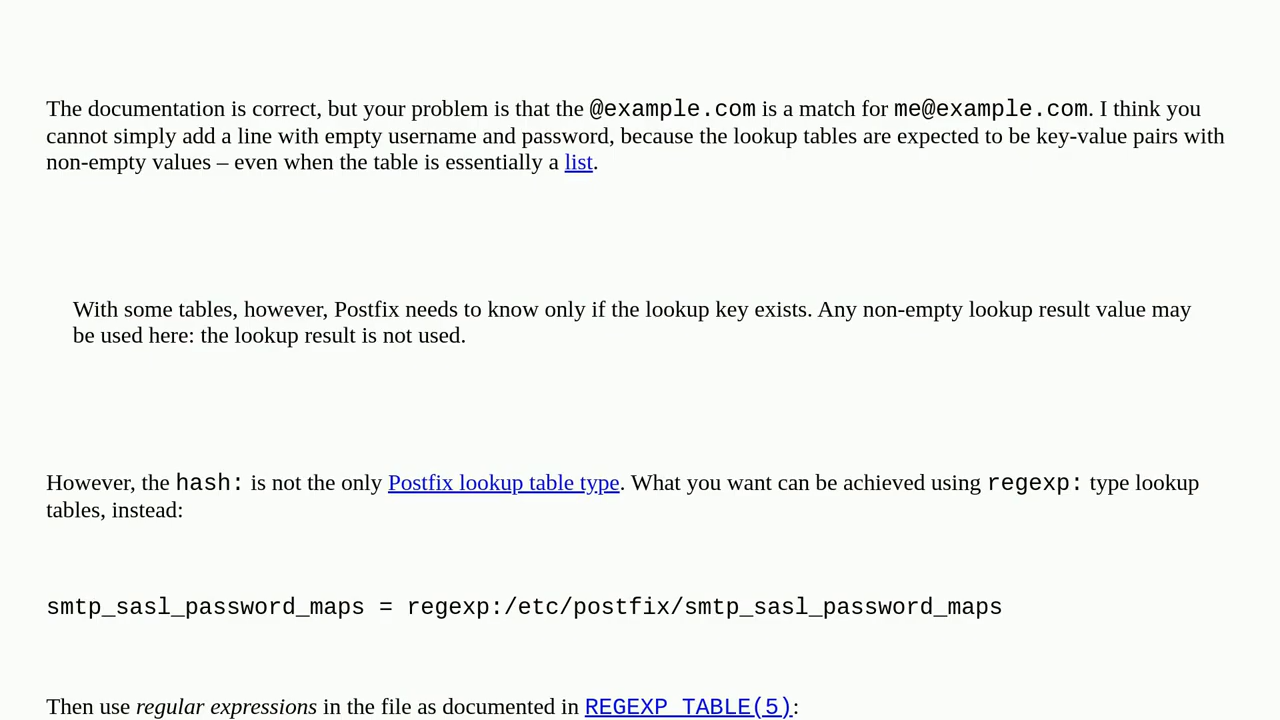 The documentation is correct, but your problem is that the @example.com is a match for me@example.com. I think you
cannot simply add a line with empty username and password, because the lookup tables are expected to be key-value pairs with
non-empty values – even when the table is essentially a list.
With some tables, however, Postfix needs to know only if the lookup key exists. Any non-empty lookup result value may
be used here: the lookup result is not used.
However, the hash: is not the only Postfix lookup table type. What you want can be achieved using regexp: type lookup
tables, instead:
smtp_sasl_password_maps = regexp:/etc/postfix/smtp_sasl_password_maps
Then use regular expressions in the file as documented in REGEXP_TABLE(5):